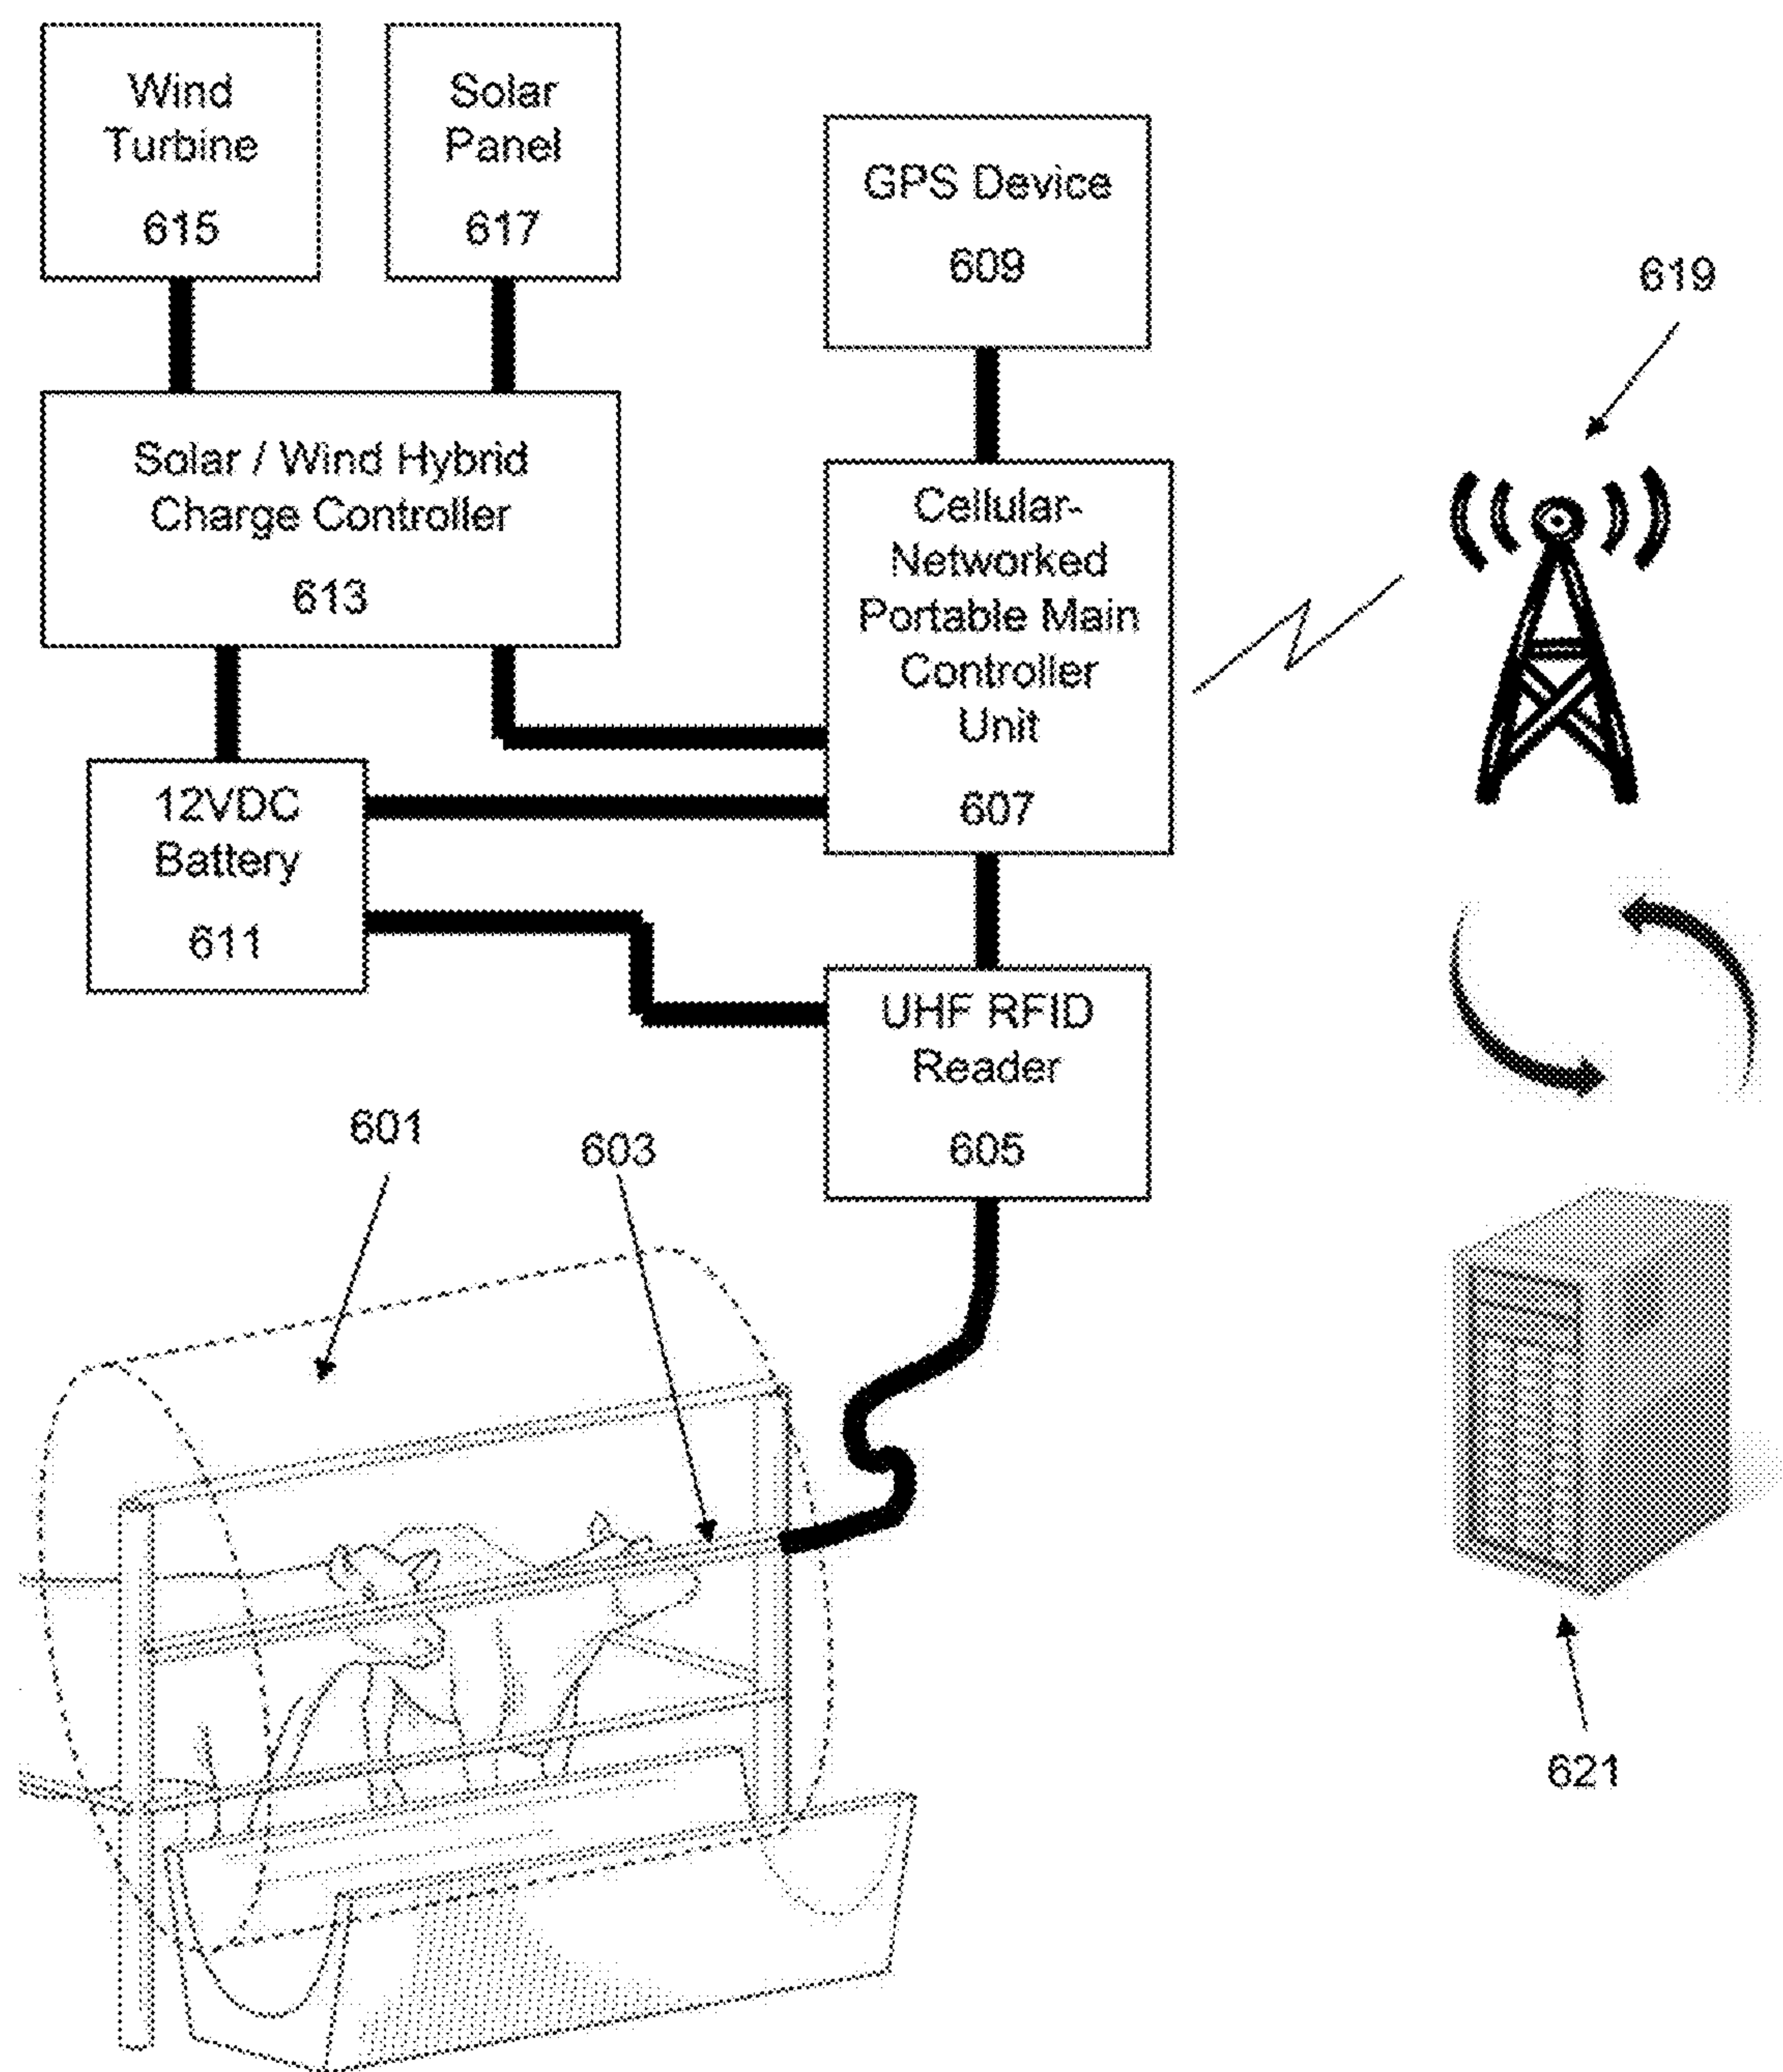 Wind
Turbine
615
Solar
Panel
617
GPS Device
609
619
Solar / Wind Hybrid
Charge Controller
613
Cellular-
Networked
Portable Main
Controller
Unit
607
12VDC
Battery
611
UHF RFID
Reader
605
601
603
621